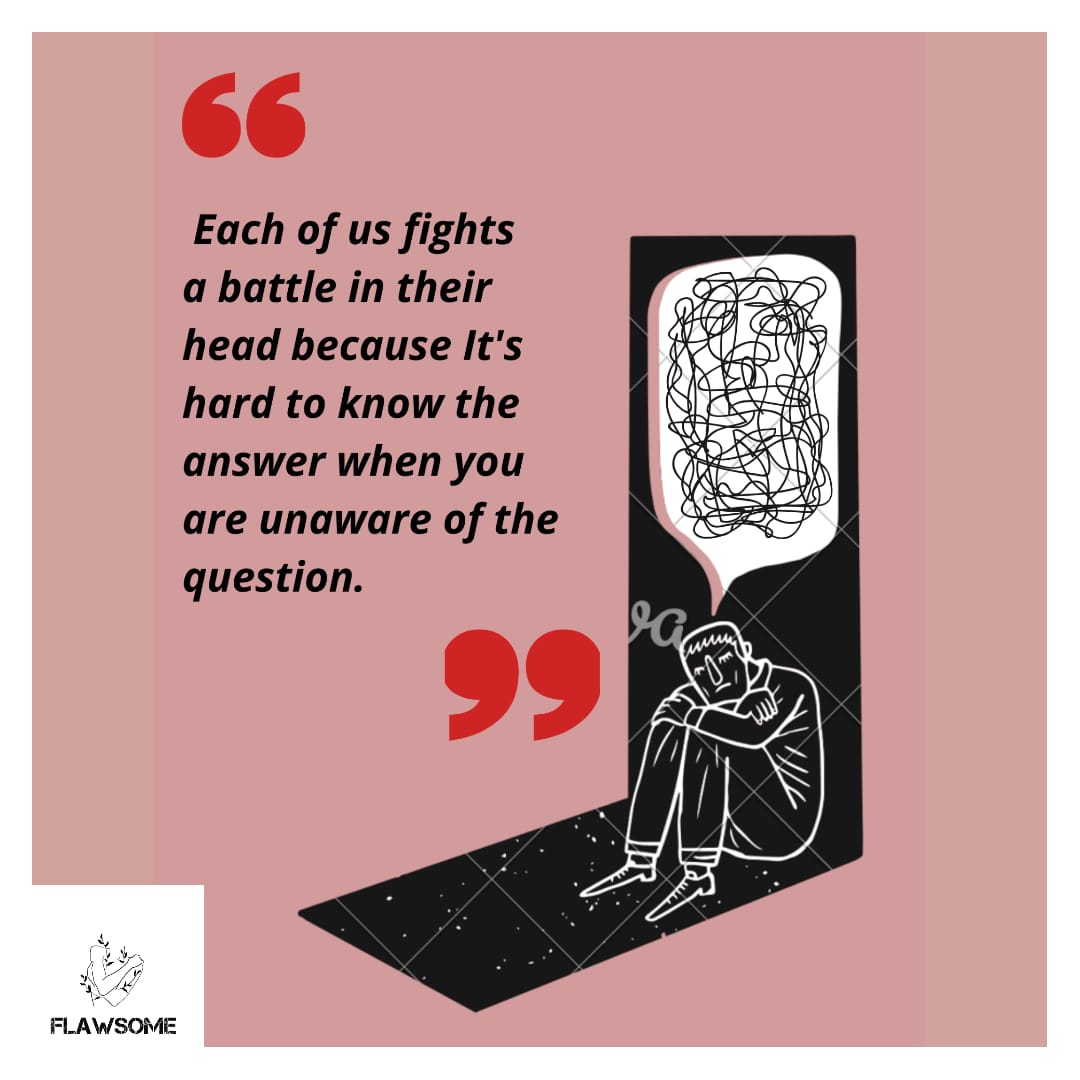 “
Each of us fights
a battle in their
head because It's
hard to know the
answer when you
are unaware of the
question.
”
va
FLAWSOME